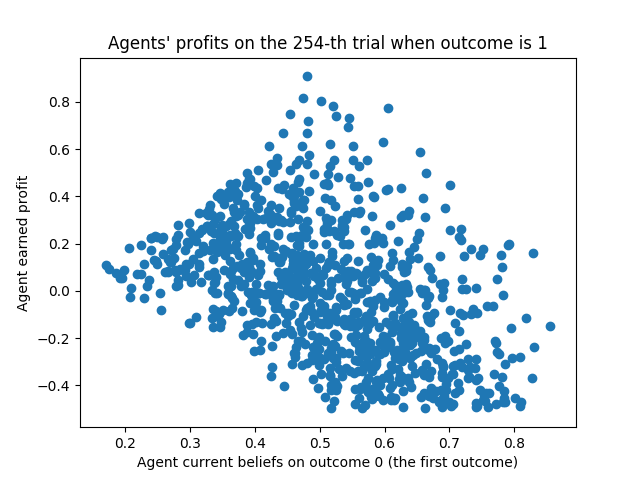 Agents' profits on the 254-th trial when outcome is 1
Agent earned profit
0.8
0.6
0.4
0.2
0.0
−0.2
−0.4
0.2 0.3 0.4 0.5 0.6 0.7 0.8
Agent current beliefs on outcome 0 (the first outcome)